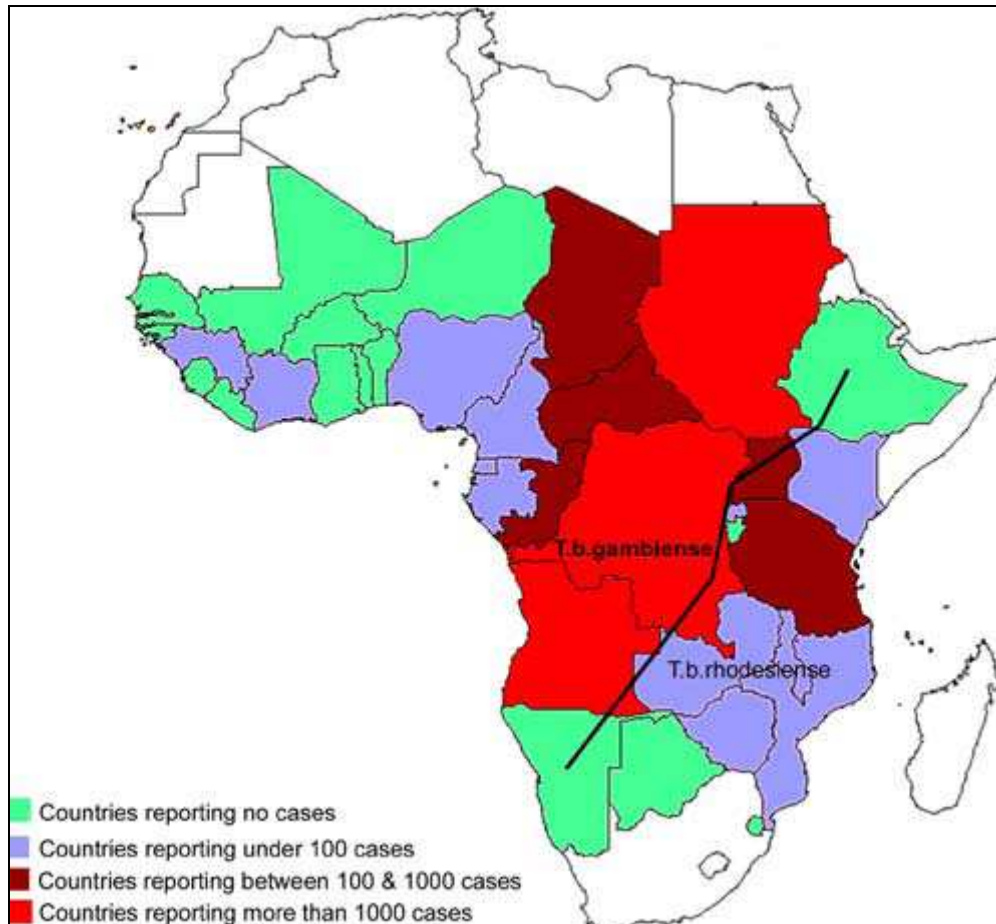 T.b.gambiense
T.b.rhodesiense
Countries reporting no cases
Countries reporting under 100 cases
Countries reporting between 100 & 1000 cases
Countries reporting more than 1000 cases